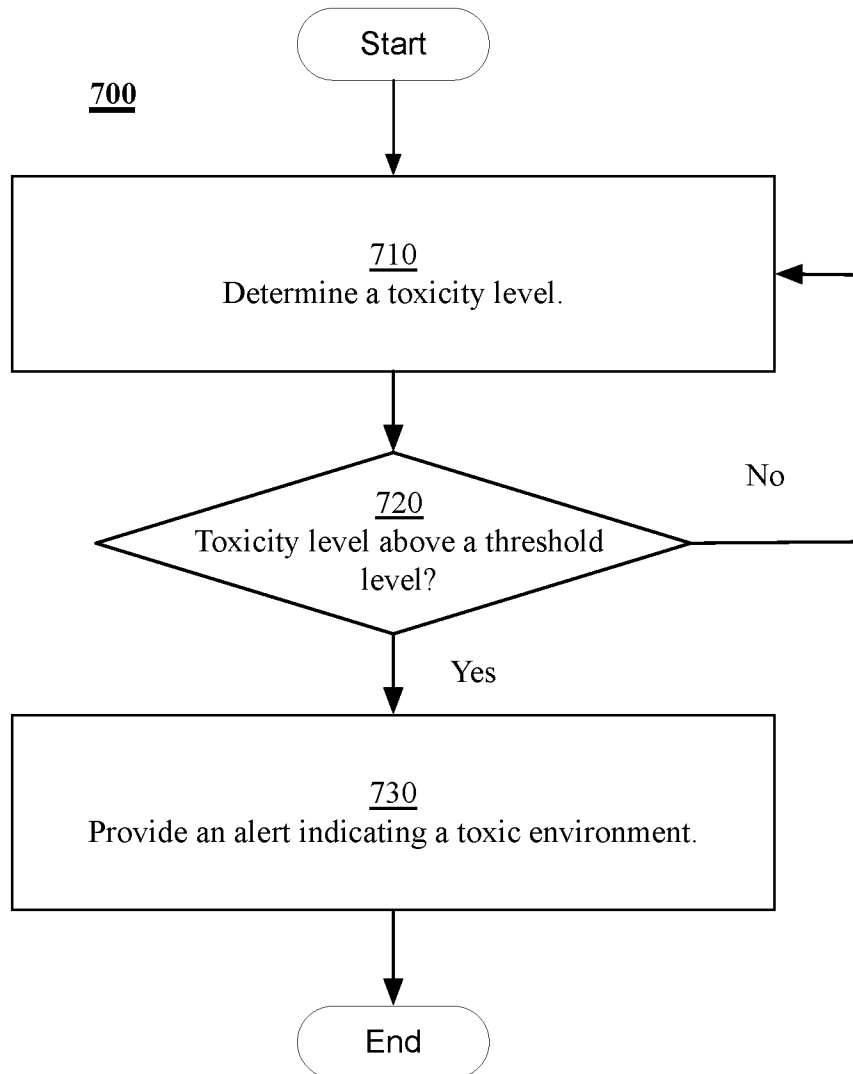 Start
700
710
Determine a toxicity level.
720
Toxicity level above a threshold
level?
No
Yes
730
Provide an alert indicating a toxic environment.
End